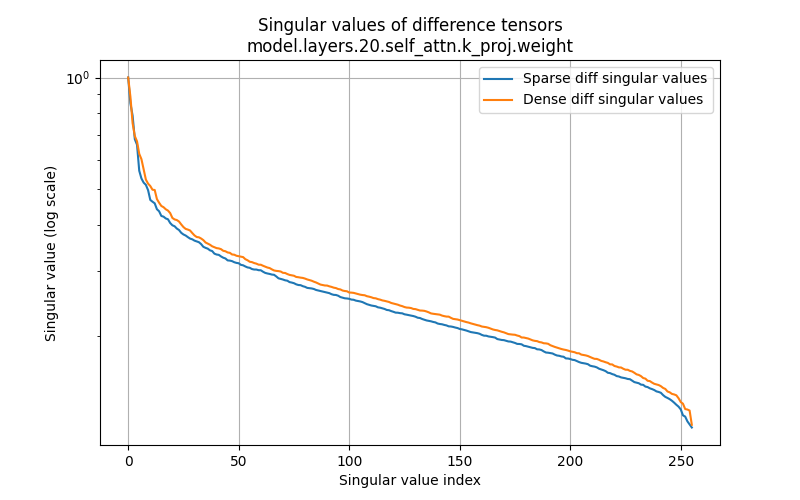 Singular values of difference tensors
model.layers.20.self_attn.k_proj.weight
Sparse diff singular values
Dense diff singular values
10⁰
Singular value (log scale)
0 50 100 150 200 250
Singular value index